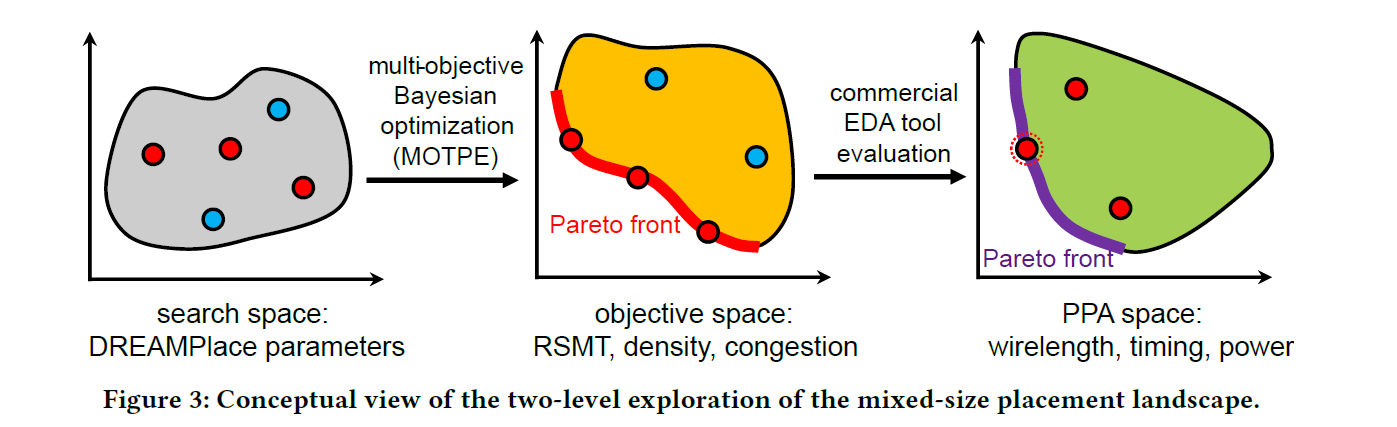 multi-objective
Bayesian
optimization
(MOTPE)
Pareto front
commercial
EDA tool
evaluation
Pareto front
search space:
DREAMPlace parameters
objective space:
RSMT, density, congestion
PPA space:
wirelength, timing, power
Figure 3: Conceptual view of the two-level exploration of the mixed-size placement landscape.